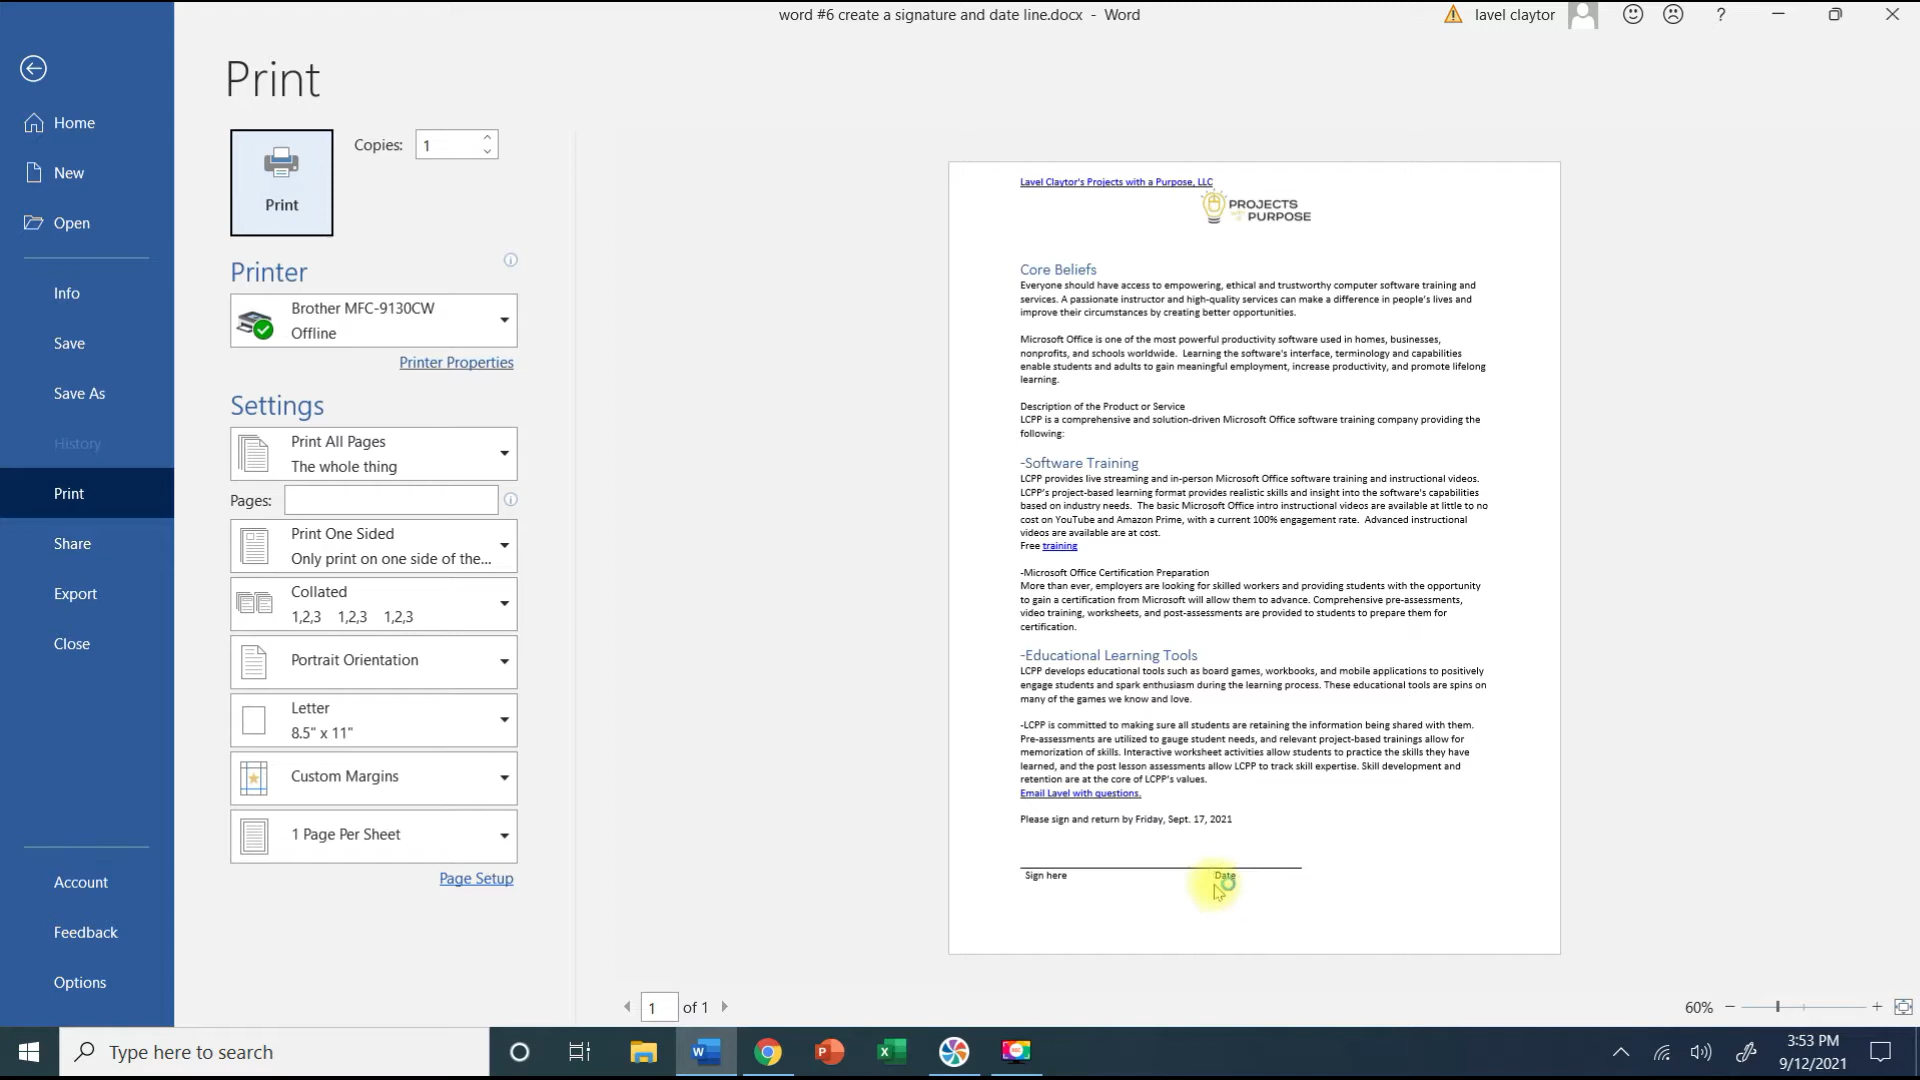 word #6 create a signature and date line.docx - Word
lavel claytor
?
Print
Home
New
Open
Info
Save
Save As
History
Print
Share
Export
Close
Account
Feedback
Options
Print
Copies: 1
Printer
Brother MFC-9130CW
Offline
Printer Properties
Settings
Print All Pages
The whole thing
Pages:
Print One Sided
Only print on one side of the...
Collated
1,2,3 1,2,3 1,2,3
Portrait Orientation
Letter
8.5" x 11"
Custom Margins
1 Page Per Sheet
Page Setup
Lavel Claytor's Projects with a Purpose, LLC
PROJECTS
with a PURPOSE
Core Beliefs
Everyone should have access to empowering, ethical and trustworthy computer software training and
services. A passionate instructor and high-quality services can make a difference in people's lives and
improve their circumstances by creating better opportunities.
Microsoft Office is one of the most powerful productivity software used in homes, businesses,
nonprofits, and schools worldwide. Learning the software's interface, terminology and capabilities
enable students and adults to gain meaningful employment, increase productivity, and promote lifelong
learning.
Description of the Product or Service
LCPP is a comprehensive and solution-driven Microsoft Office software training company providing the
following:
-Software Training
LCPP provides live streaming and in-person Microsoft Office software training and instructional videos.
LCPP's project-based learning format provides realistic skills and insight into the software's capabilities
based on industry needs. The basic Microsoft Office intro instructional videos are available at little to no
cost on YouTube and Amazon Prime, with a current 100% engagement rate. Advanced instructional
videos are available are at cost.
Free training
-Microsoft Office Certification Preparation
More than ever, employers are looking for skilled workers and providing students with the opportunity
to gain a certification from Microsoft will allow them to advance. Comprehensive pre-assessments,
video training, worksheets, and post-assessments are provided to students to prepare them for
certification.
-Educational Learning Tools
LCPP develops educational tools such as board games, workbooks, and mobile applications to positively
engage students and spark enthusiasm during the learning process. These educational tools are spins on
many of the games we know and love.
-LCPP is committed to making sure all students are retaining the information being shared with them.
Pre-assessments are utilized to gauge student needs, and relevant project-based trainings allow for
memorization of skills. Interactive worksheet activities allow students to practice the skills they have
learned, and the post lesson assessments allow LCPP to track skill expertise. Skill development and
retention are at the core of LCPP's values.
Email Lavel with questions.
Please sign and return by Friday, Sept. 17, 2021
Sign here Date
1 of 1
60%
Type here to search
3:53 PM
9/12/2021